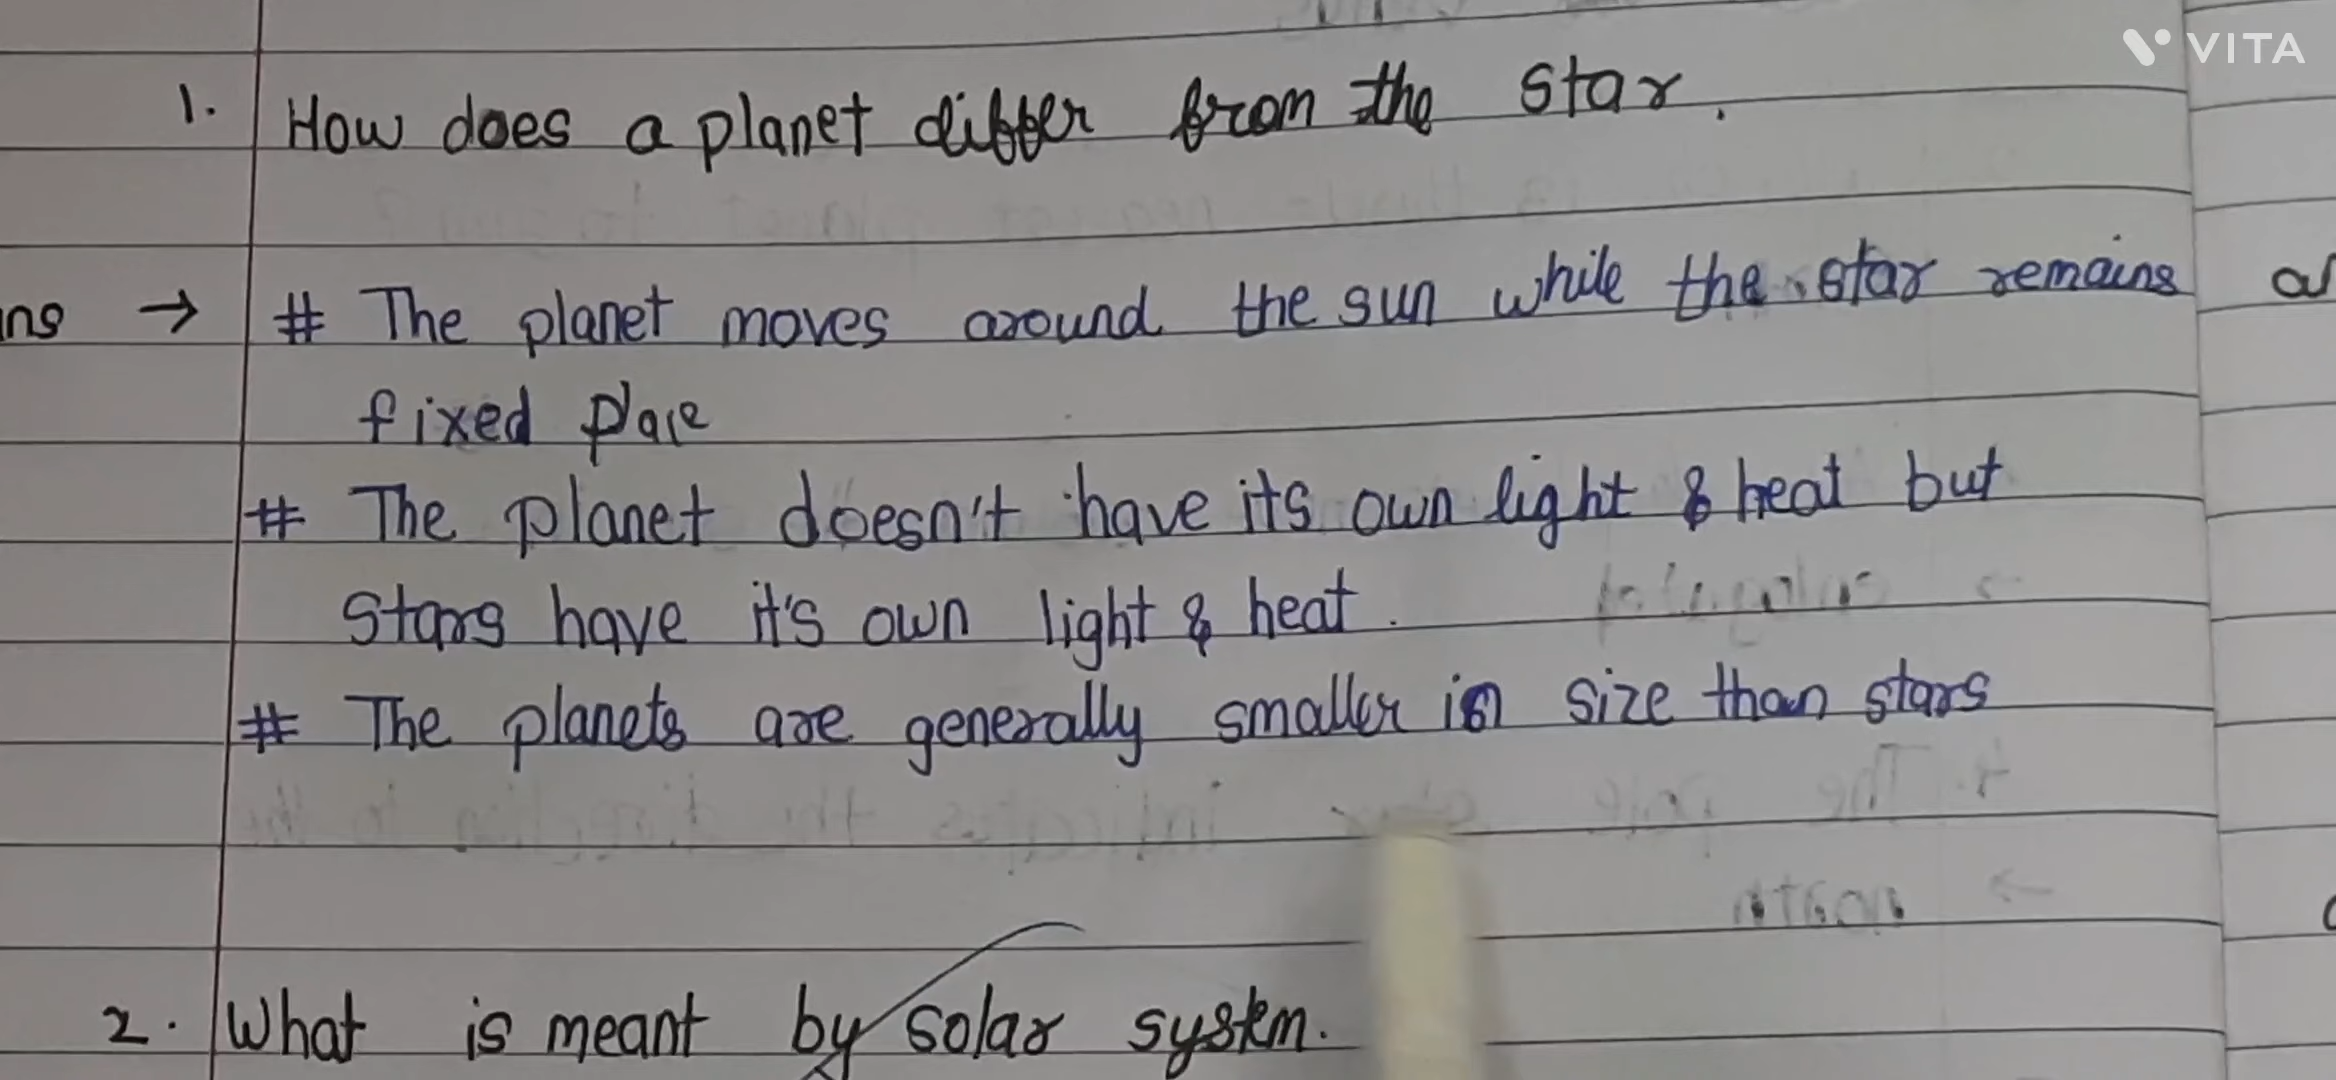 VITA
1. How does a planet differ from the star.
ns → # The planet moves around the sun while the star remains
fixed place
# The planet doesn't have its own light & heat but
stars have it's own light & heat.
# The planets are generally smaller in size than stars
2. What is meant by solar system.